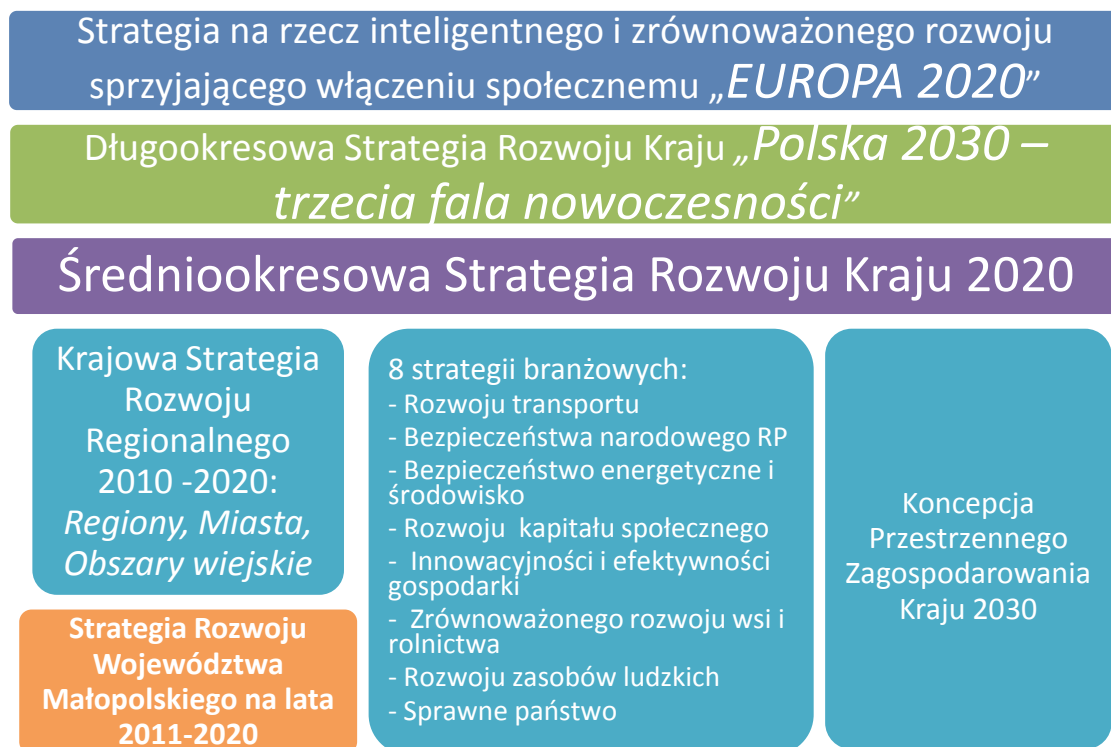 Strategia na rzecz inteligentnego i zrównoważonego rozwoju
sprzyjającego włączeniu społecznemu „EUROPA 2020”
Długookresowa Strategia Rozwoju Kraju „Polska 2030 –
trzecia fala nowoczesności”
Średniookresowa Strategia Rozwoju Kraju 2020
Krajowa Strategia
Rozwoju
Regionalnego
2010 -2020:
Regiony, Miasta,
Obszary wiejskie
Strategia Rozwoju
Województwa
Małopolskiego na lata
2011-2020
8 strategii branżowych:
- Rozwoju transportu
- Bezpieczeństwa narodowego RP
- Bezpieczeństwo energetyczne i
środowisko
- Rozwoju kapitału społecznego
- Innowacyjności i efektywności
gospodarki
- Zrównoważonego rozwoju wsi i
rolnictwa
- Rozwoju zasobów ludzkich
- Sprawne państwo
Koncepcja
Przestrzennego
Zagospodarowania
Kraju 2030